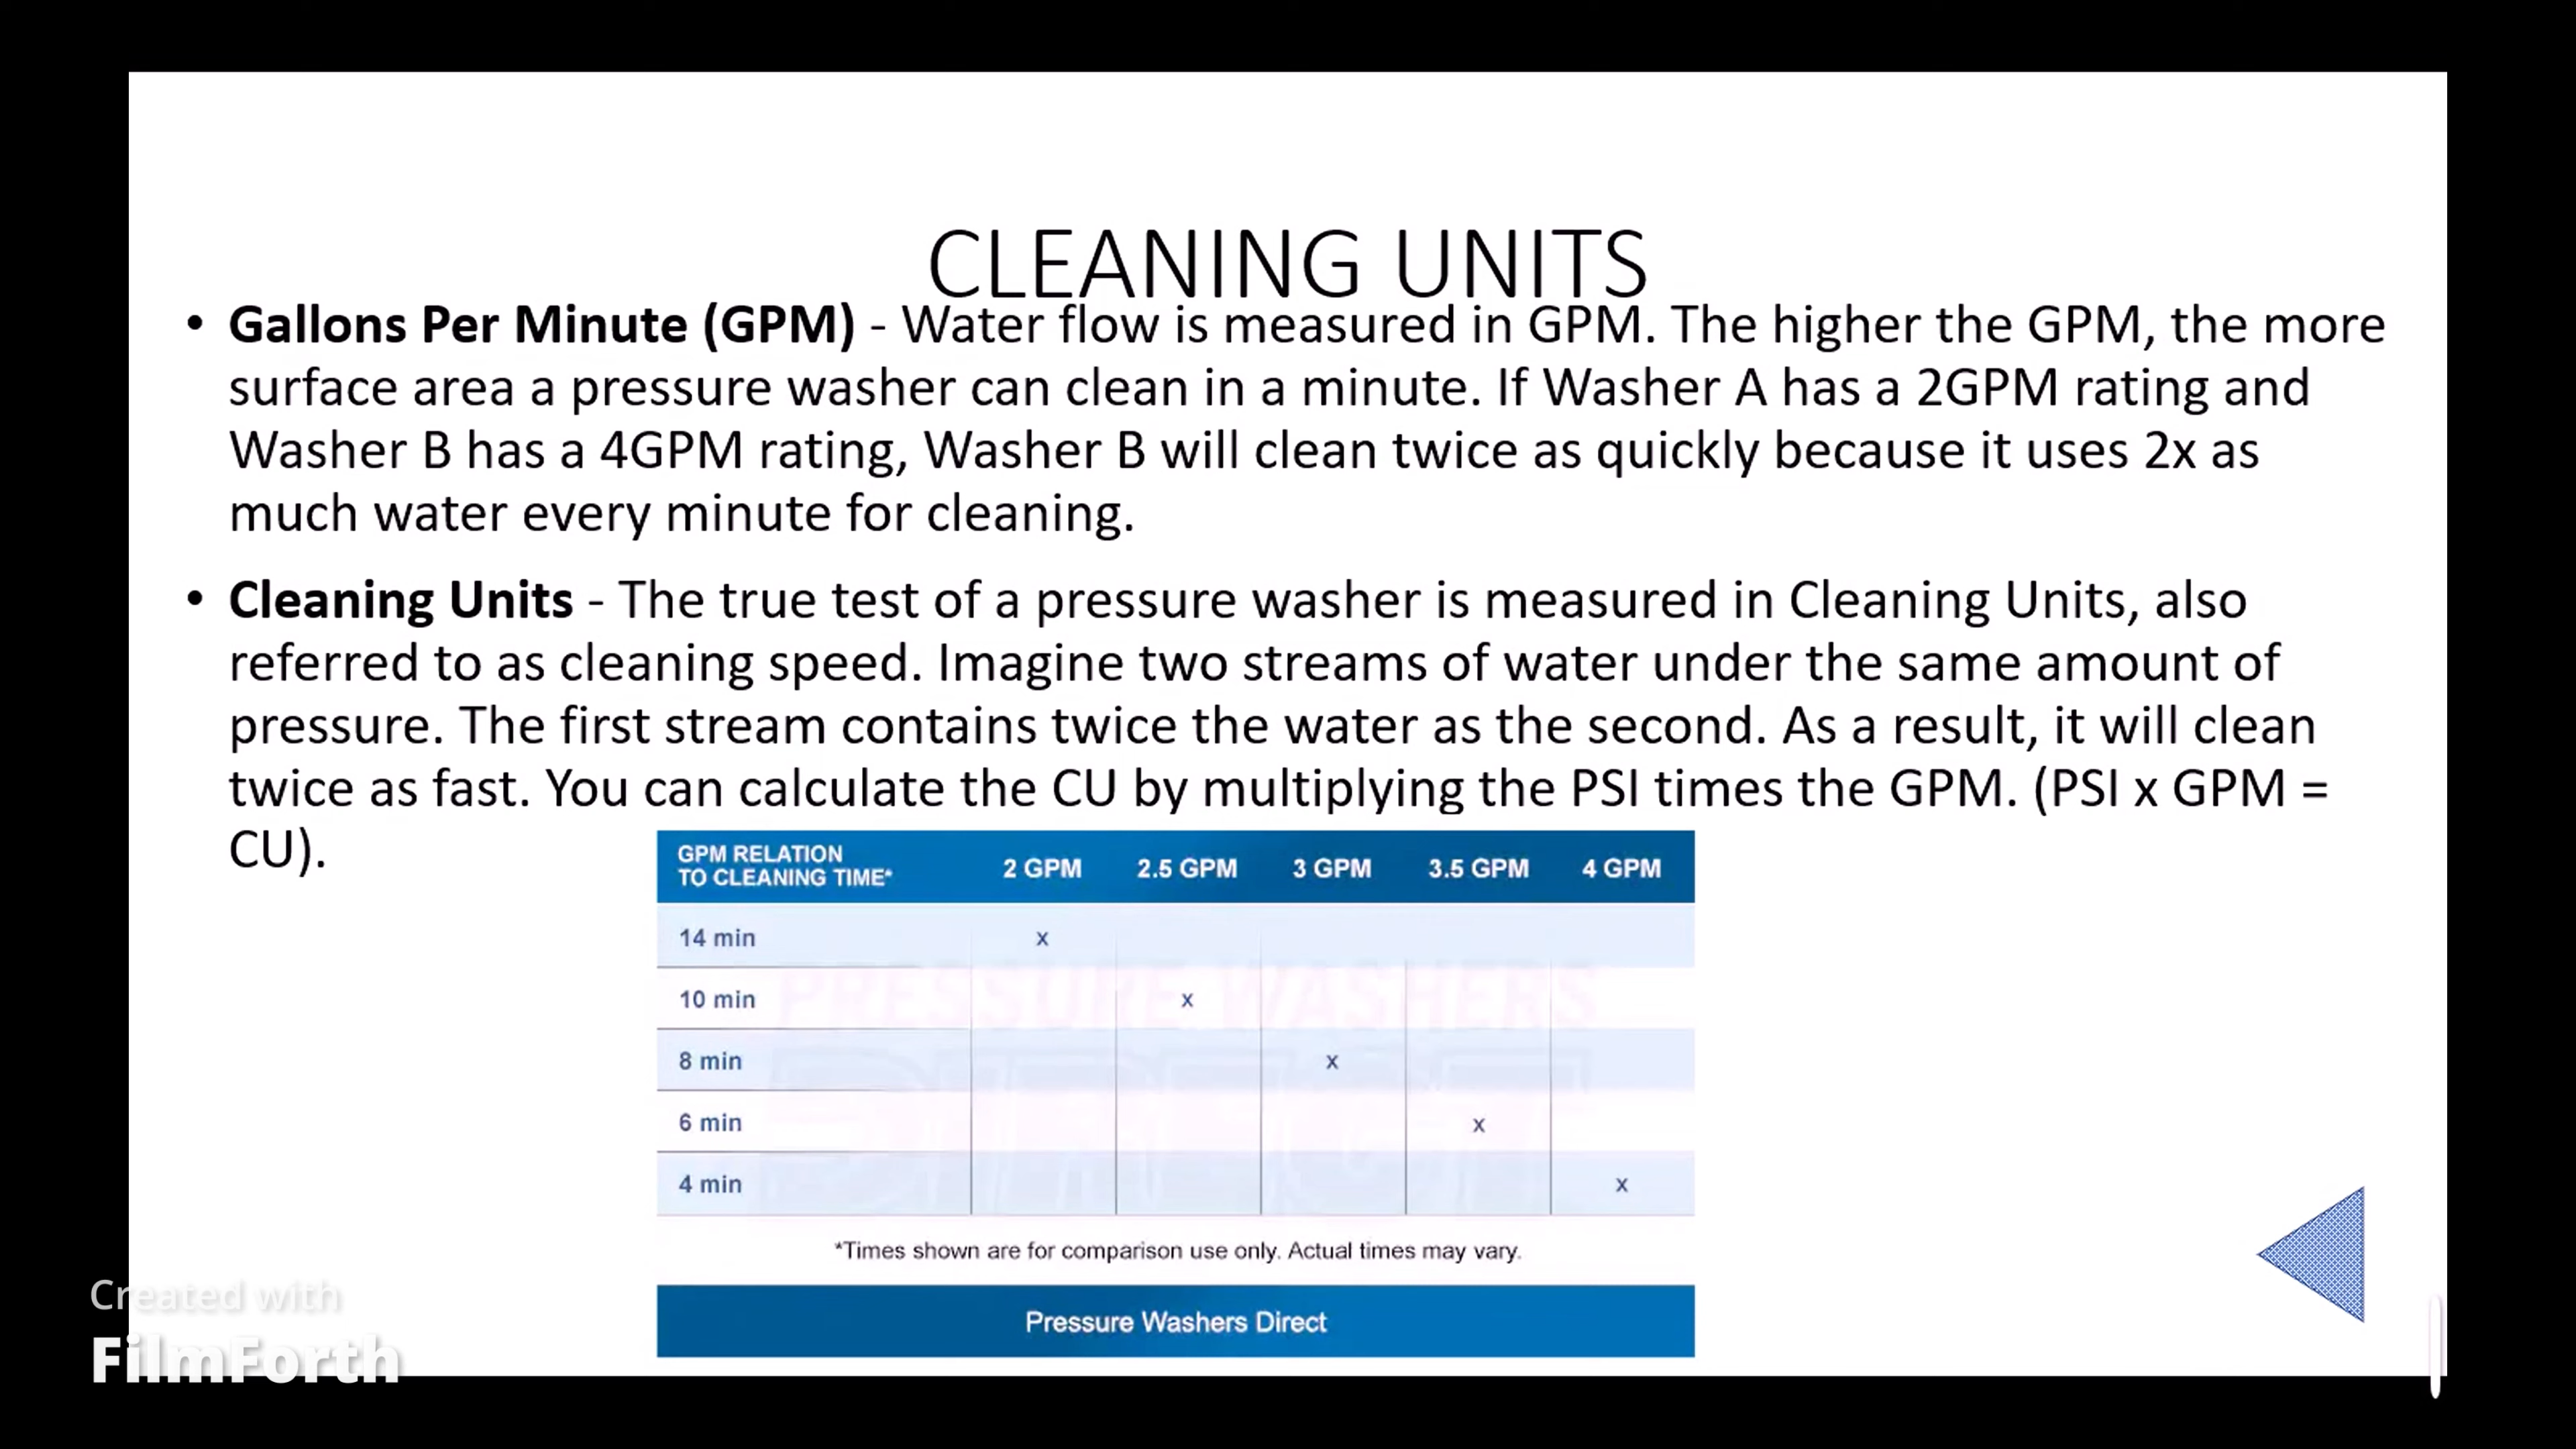 CLEANING UNITS
• Gallons Per Minute (GPM) - Water flow is measured in GPM. The higher the GPM, the more
surface area a pressure washer can clean in a minute. If Washer A has a 2GPM rating and
Washer B has a 4GPM rating, Washer B will clean twice as quickly because it uses 2x as
much water every minute for cleaning.
• Cleaning Units - The true test of a pressure washer is measured in Cleaning Units, also
referred to as cleaning speed. Imagine two streams of water under the same amount of
pressure. The first stream contains twice the water as the second. As a result, it will clean
twice as fast. You can calculate the CU by multiplying the PSI times the GPM. (PSI x GPM =
CU).
GPM RELATION
TO CLEANING TIME* 2 GPM 2.5 GPM 3 GPM 3.5 GPM 4 GPM
14 min x
10 min x
PRESSURE WASHERS
8 min x
6 min x
DIRECT
4 min x
*Times shown are for comparison use only. Actual times may vary.
Pressure Washers Direct
Created with
FilmForth